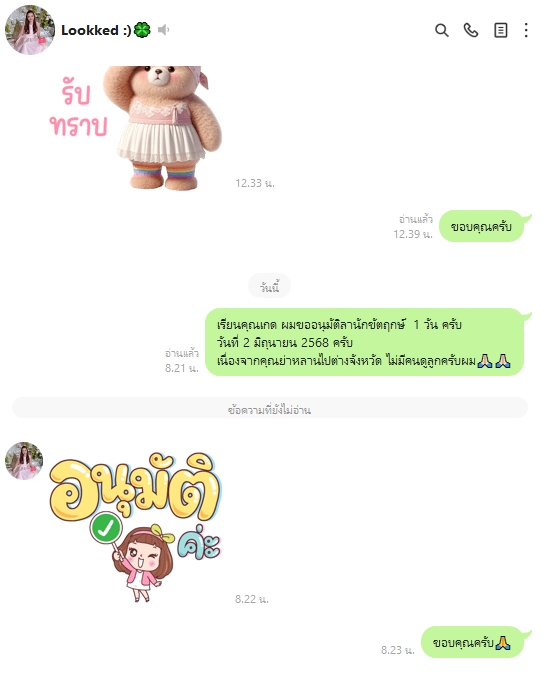 Lookked :)🍀
รับ
ทราบ
12.33 น.
อ่านแล้ว
12.39 น.
ขอบคุณครับ
วันนี้
เรียนคุณเกด ผมขออนุมัติลานักขัตฤกษ์ 1 วัน ครับ
วันที่ 2 มิถุนายน 2568 ครับ
เนื่องจากคุณย่าหลานไปต่างจังหวัด ไม่มีคนดูลูกครับผม🙏🙏
อ่านแล้ว
8.21 น.
ข้อความที่ยังไม่อ่าน
อนุมัติ
ค่ะ
8.22 น.
8.23 น.
ขอบคุณครับ🙏